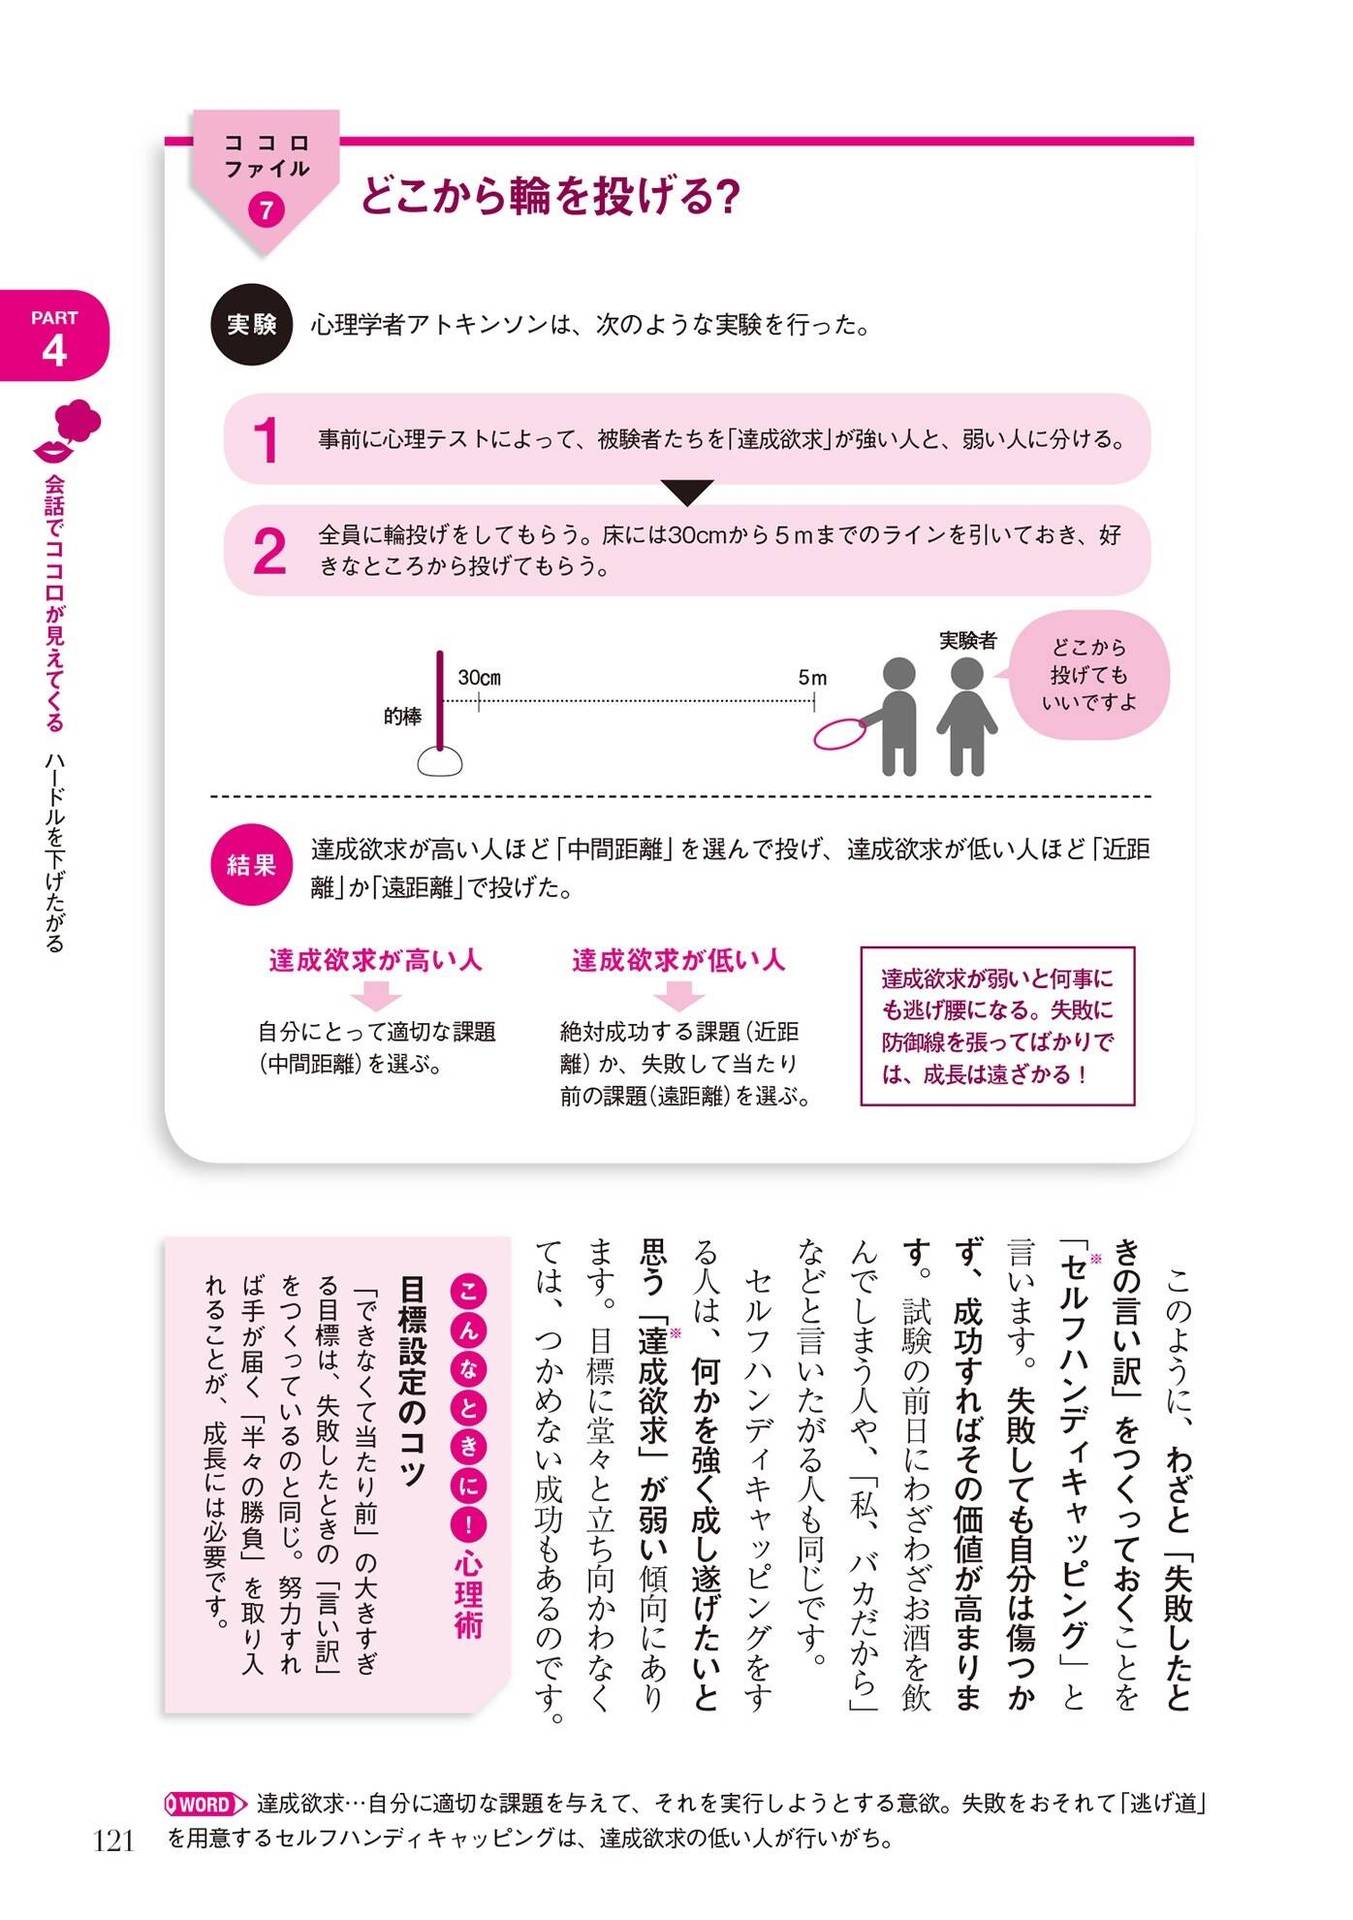 ココロ
ファイル
7
どこから輪を投げる?
PART
4
会話でココロが見えてくる ハードルを下げたがる
実験
心理学者アトキンソンは、次のような実験を行った。
1
事前に心理テストによって、被験者たちを「達成欲求」が強い人と、弱い人に分ける。
2
全員に輪投げをしてもらう。床には30cmから5mまでのラインを引いておき、好
きなところから投げてもらう。
的棒
30cm
5m
実験者
どこから
投げても
いいですよ
結果
達成欲求が高い人ほど「中間距離」を選んで投げ、達成欲求が低い人ほど「近距
離」か「遠距離」で投げた。
達成欲求が高い人
自分にとって適切な課題
(中間距離)を選ぶ。
達成欲求が低い人
絶対成功する課題(近距
離)か、失敗して当たり
前の課題(遠距離)を選ぶ。
達成欲求が弱いと何事に
も逃げ腰になる。失敗に
防御線を張ってばかりで
は、成長は遠ざかる!
このように、わざと「失敗したと
きの言い訳」をつくっておくことを
「※セルフハンディキャッピング」と
言います。失敗しても自分は傷つか
ず、成功すればその価値が高まりま
す。試験の前日にわざわざお酒を飲
んでしまう人や、「私、バカだから」
などと言いたがる人も同じです。
セルフハンディキャッピングをす
る人は、何かを強く成し遂げたいと
思う「※達成欲求」が弱い傾向にあり
ます。目標に堂々と立ち向かわなく
ては、つかめない成功もあるのです。
こんなときに!心理術
目標設定のコツ
「できなくて当たり前」の大きすぎ
る目標は、失敗したときの「言い訳」
をつくっているのと同じ。努力すれ
ば手が届く「半々の勝負」を取り入
れることが、成長には必要です。
WORD 達成欲求…自分に適切な課題を与えて、それを実行しようとする意欲。失敗をおそれて「逃げ道」
を用意するセルフハンディキャッピングは、達成欲求の低い人が行いがち。
121